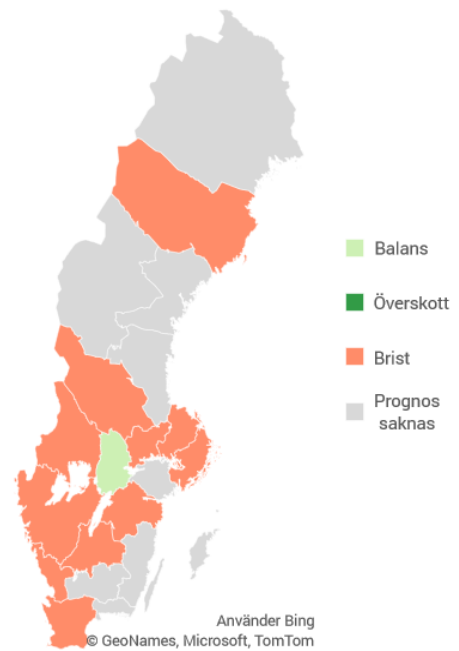 Balans
Överskott
Brist
Prognos
saknas
Använder Bing
© GeoNames, Microsoft, TomTom